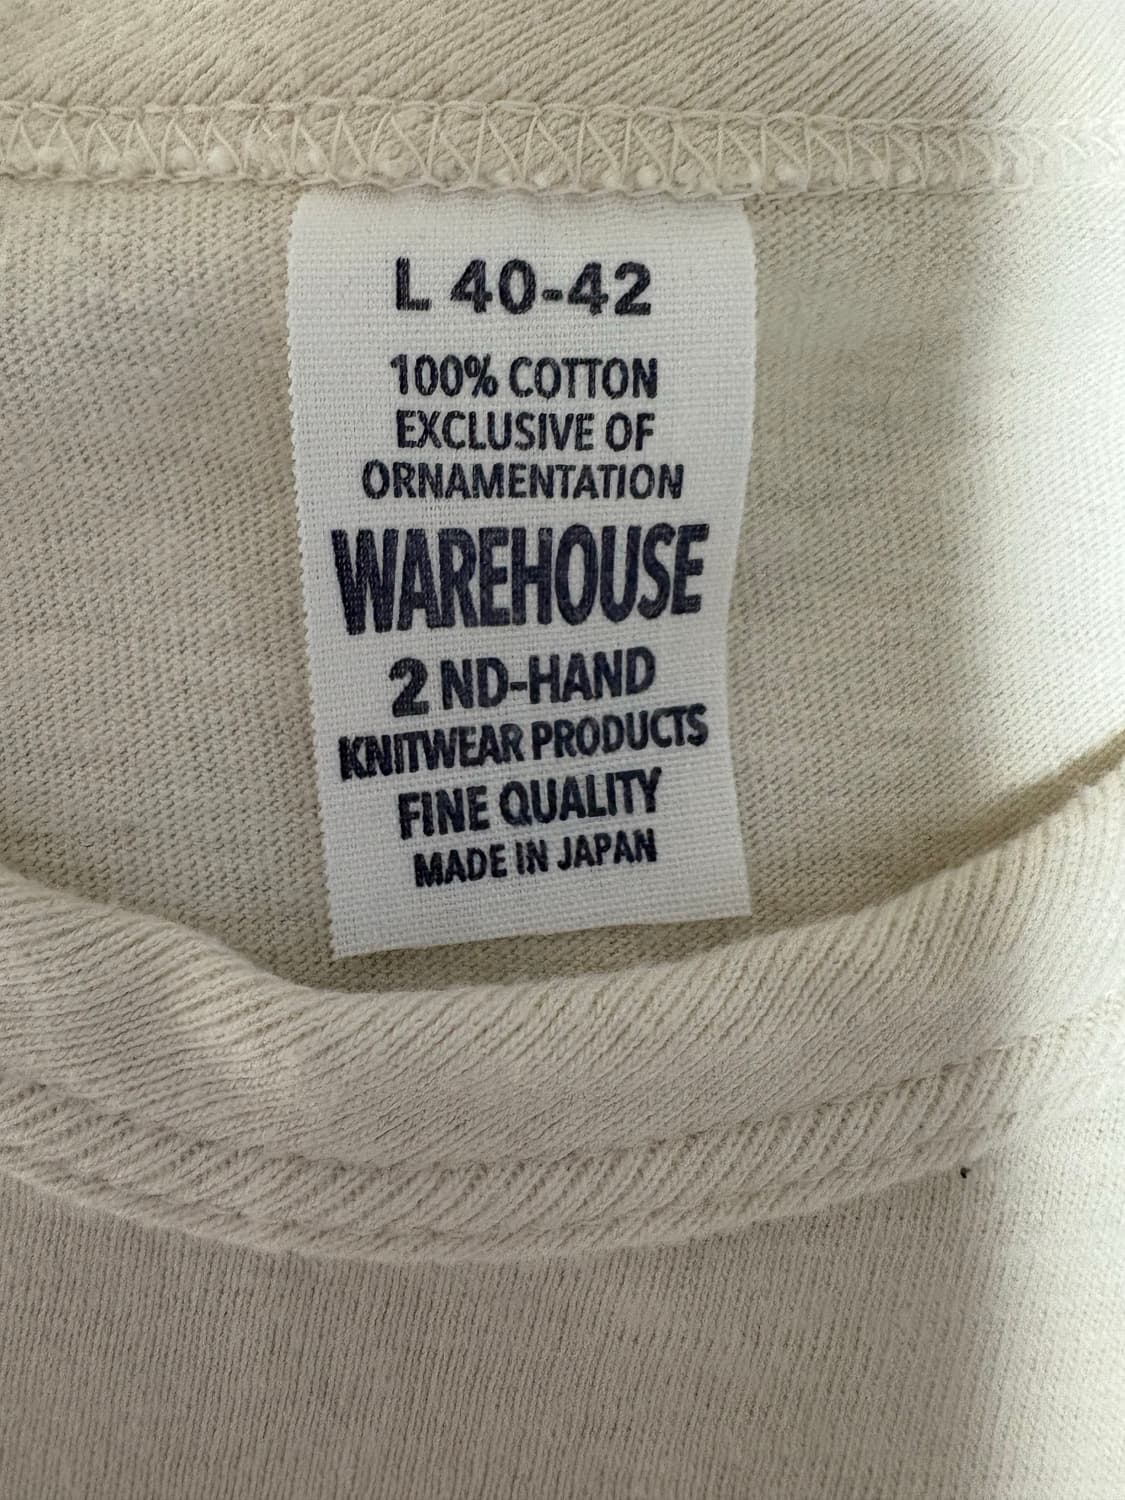 L 40-42
100% COTTON
EXCLUSIVE OF
ORNAMENTATION
WAREHOUSE
2 ND-HAND
KNITWEAR PRODUCTS
FINE QUALITY
MADE IN JAPAN